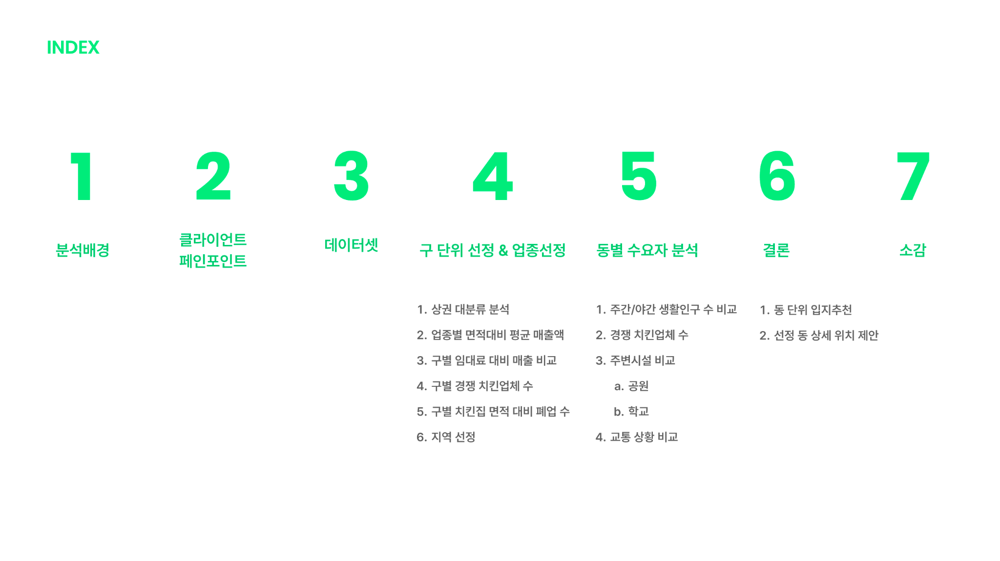 INDEX
1
분석배경
2
클라이언트
페인포인트
3
데이터셋
4
구 단위 선정 & 업종선정
1. 상권 대분류 분석
2. 업종별 면적대비 평균 매출액
3. 구별 임대료 대비 매출 비교
4. 구별 경쟁 치킨업체 수
5. 구별 치킨집 면적 대비 폐업 수
6. 지역 선정
5
동별 수요자 분석
1. 주간/야간 생활인구 수 비교
2. 경쟁 치킨업체 수
3. 주변시설 비교
a. 공원
b. 학교
4. 교통 상황 비교
6
결론
1. 동 단위 입지추천
2. 선정 동 상세 위치 제안
7
소감